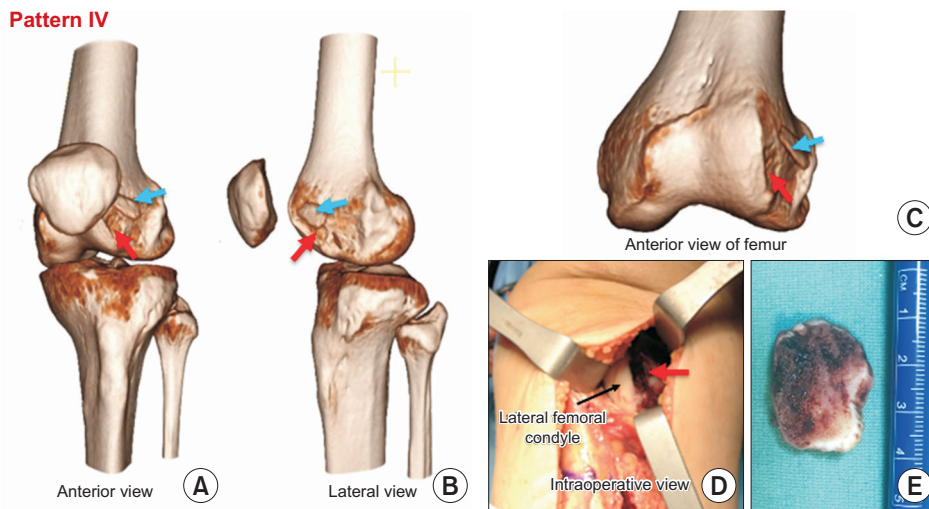 Pattern IV
Anterior view
A
Lateral view
B
Anterior view of femur
C
Lateral femoral
condyle
Intraoperative view
D
CM
1
2
3
4
5
E